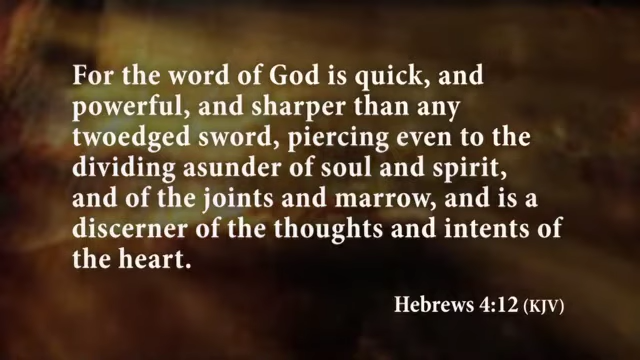 For the word of God is quick, and
powerful, and sharper than any
twoedged sword, piercing even to the
dividing asunder of soul and spirit,
and of the joints and marrow, and is a
discerner of the thoughts and intents of
the heart.
Hebrews 4:12 (KJV)